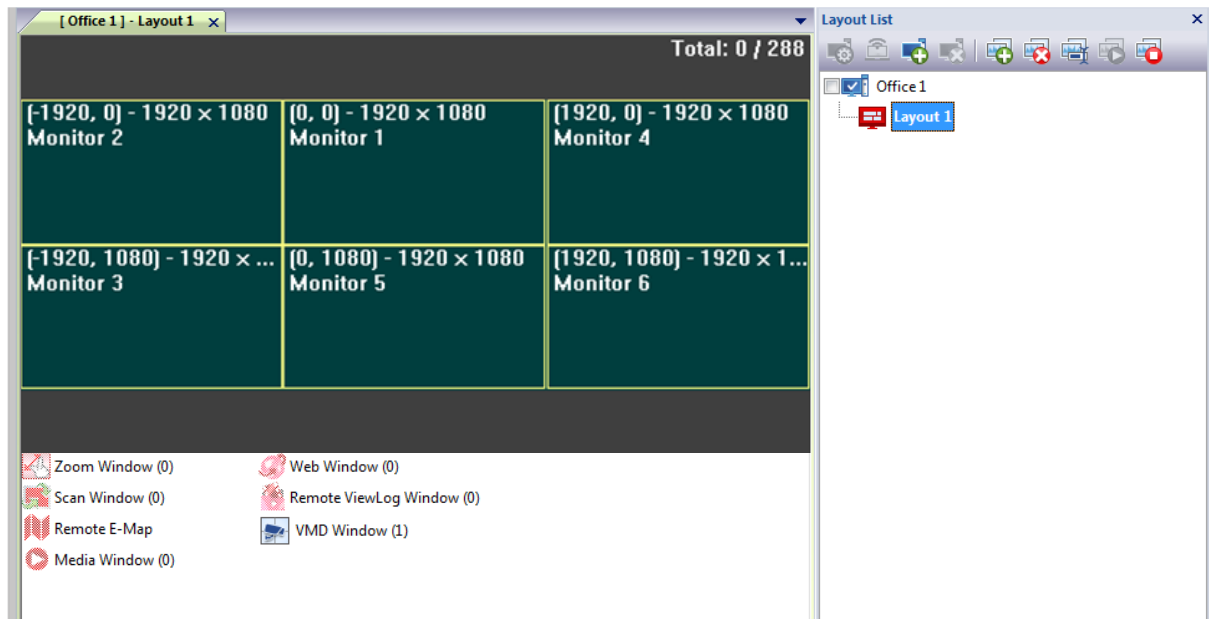 [ Office 1 ] - Layout 1 x
Layout List x
Total: 0 / 288
(-1920, 0) - 1920 × 1080
Monitor 2
(0, 0) - 1920 × 1080
Monitor 1
(1920, 0) - 1920 × 1080
Monitor 4
(-1920, 1080) - 1920 × ...
Monitor 3
(0, 1080) - 1920 × 1080
Monitor 5
(1920, 1080) - 1920 × 1...
Monitor 6
Zoom Window (0)
Web Window (0)
Scan Window (0)
Remote ViewLog Window (0)
Remote E-Map
VMD Window (1)
Media Window (0)
Office 1
Layout 1